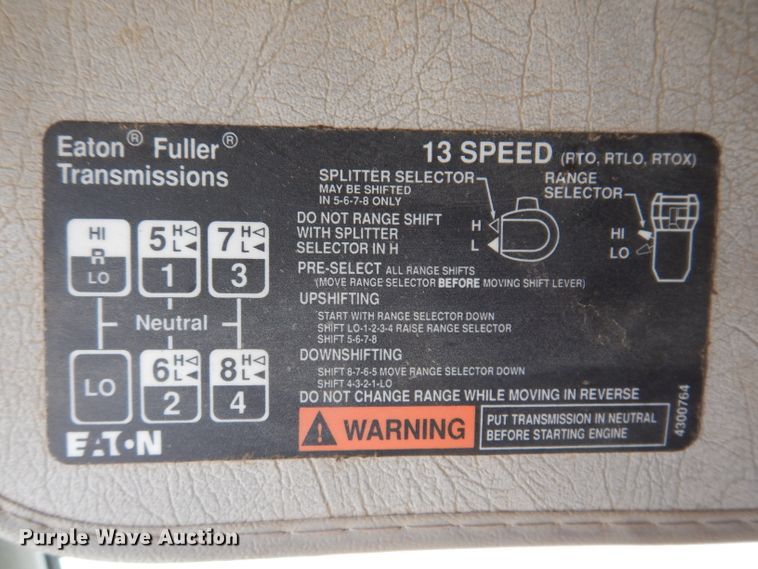 Eaton® Fuller®
Transmissions
13 SPEED (RTO, RTLO, RTOX)
SPLITTER SELECTOR
MAY BE SHIFTED
IN 5-6-7-8 ONLY
H
L
RANGE
SELECTOR
HI
LO
DO NOT RANGE SHIFT
WITH SPLITTER
SELECTOR IN H
PRE-SELECT ALL RANGE SHIFTS
(MOVE RANGE SELECTOR BEFORE MOVING SHIFT LEVER)
UPSHIFTING
START WITH RANGE SELECTOR DOWN
SHIFT LO-1-2-3-4 RAISE RANGE SELECTOR
SHIFT 5-6-7-8
DOWNSHIFTING
SHIFT 8-7-6-5 MOVE RANGE SELECTOR DOWN
SHIFT 4-3-2-1-LO
DO NOT CHANGE RANGE WHILE MOVING IN REVERSE
WARNING
PUT TRANSMISSION IN NEUTRAL
BEFORE STARTING ENGINE
4300764
HI
R
LO
5 H
L
1
7 H
L
3
Neutral
LO
6 H
L
2
8 H
L
4
EATON
Purple Wave Auction